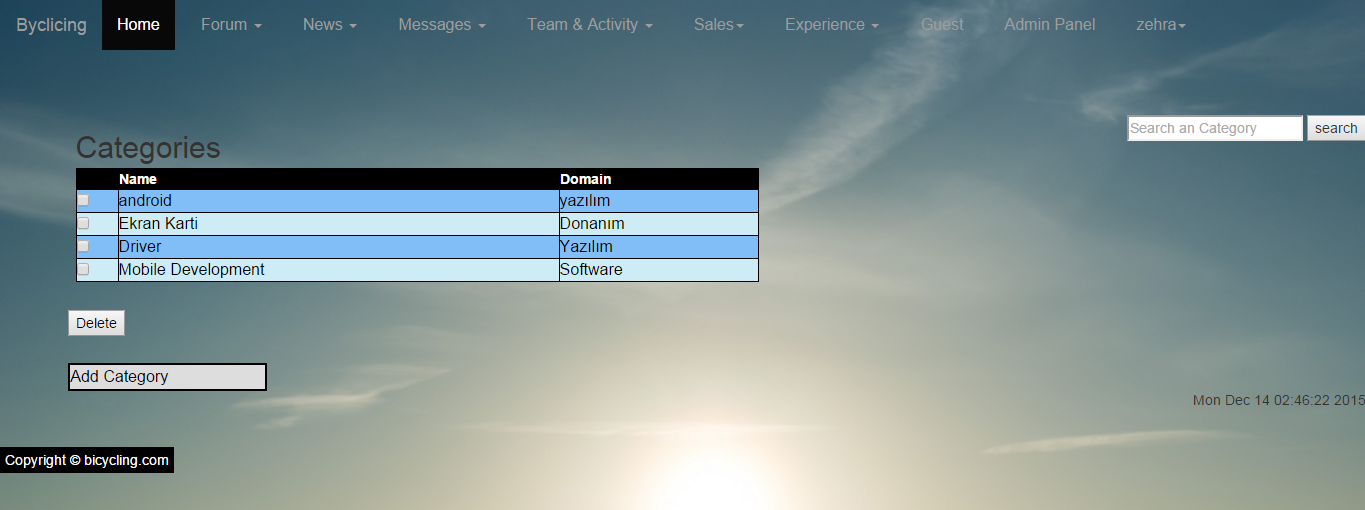 Byclicing Home Forum News Messages Team & Activity Sales Experience Guest Admin Panel zehra
Search an Category search
Categories
Name Domain
android yazılım
Ekran Karti Donanım
Driver Yazılım
Mobile Development Software
Delete
Add Category
Mon Dec 14 02:46:22 2015
Copyright © bicycling.com